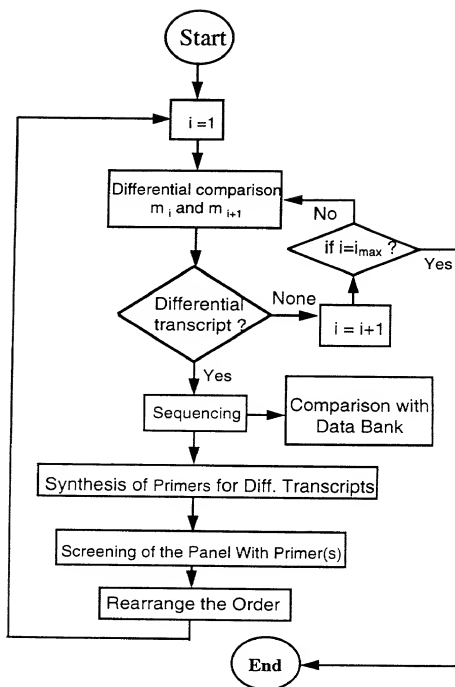 Start
i =1
Differential comparison
m i and m i+1
No
if i=imax ?
Yes
Differential
transcript ?
None
i = i+1
Yes
Sequencing
Comparison with
Data Bank
Synthesis of Primers for Diff. Transcripts
Screening of the Panel With Primer(s)
Rearrange the Order
End